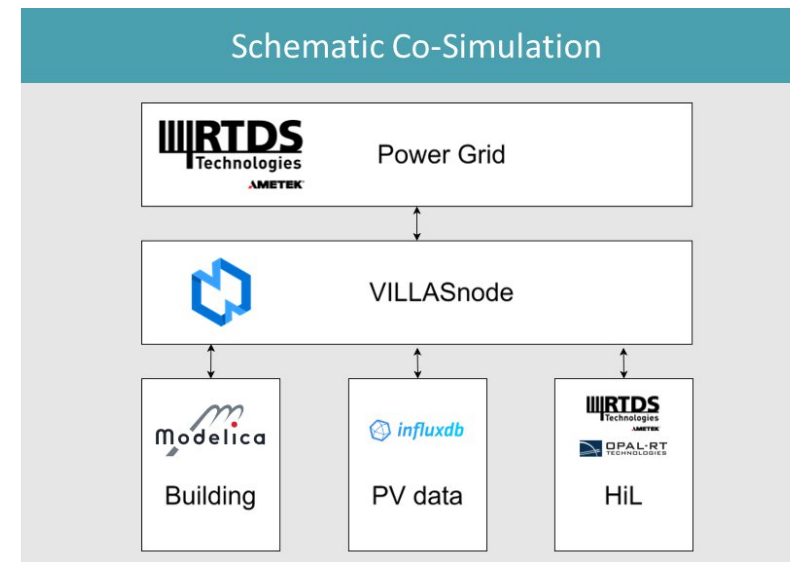 Schematic Co-Simulation
RTDS
Technologies
AMETEK
Power Grid
VILLASnode
Modelica
Building
influxdb
PV data
RTDS
Technologies
AMETEK
OPAL-RT
TECHNOLOGIES
HiL